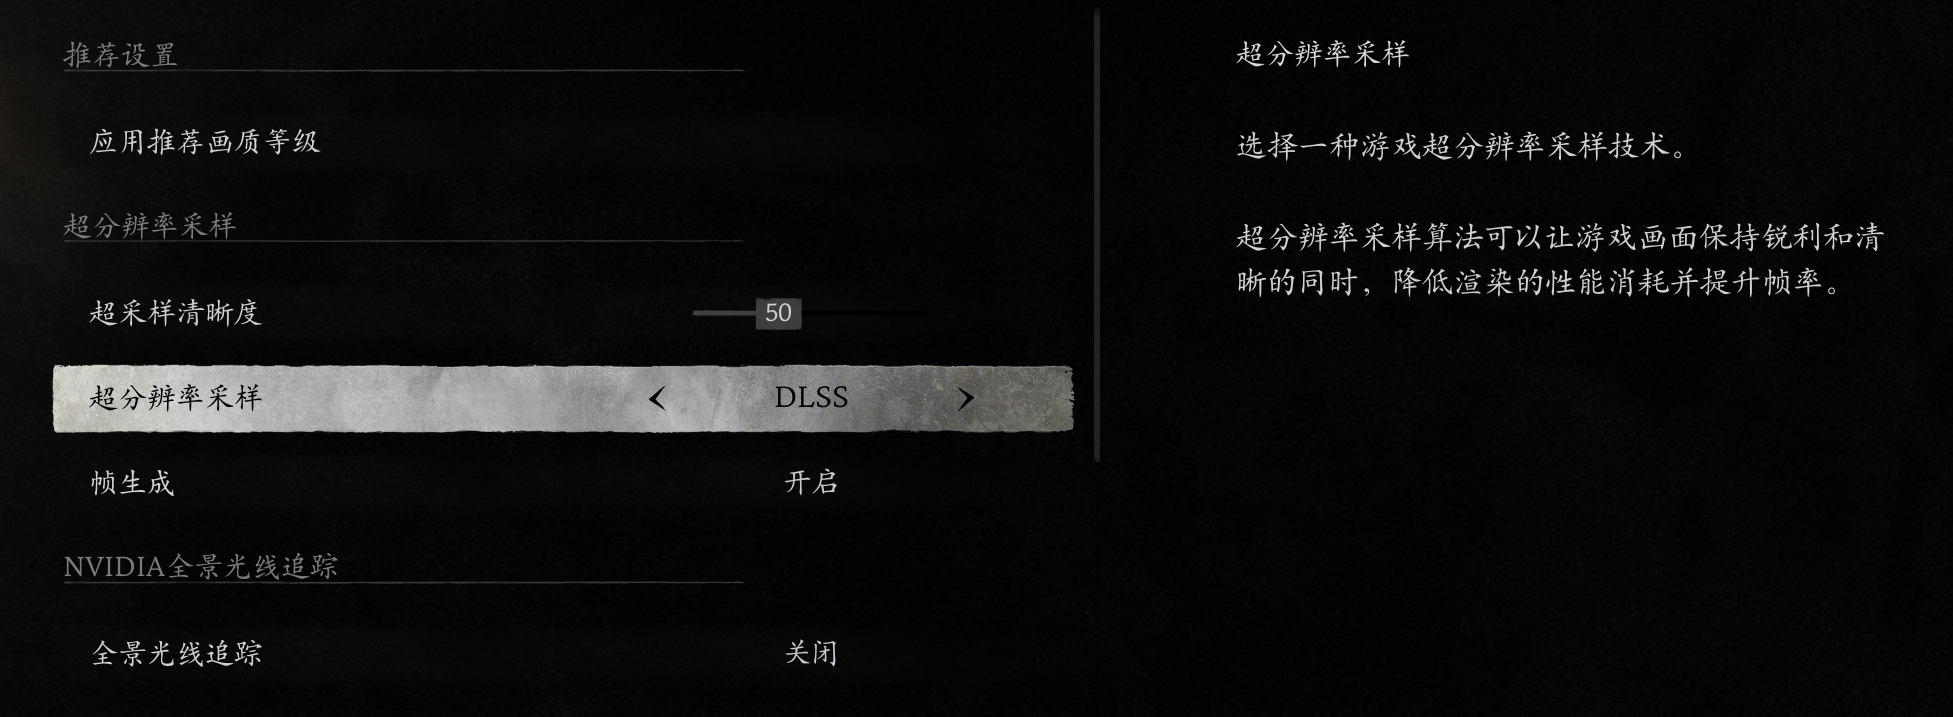 推荐设置
应用推荐画质等级
超分辨率采样
超采样清晰度 50
超分辨率采样 < DLSS >
帧生成 开启
NVIDIA全景光线追踪
全景光线追踪 关闭
超分辨率采样
选择一种游戏超分辨率采样技术。
超分辨率采样算法可以让游戏画面保持锐利和清
晰的同时，降低渲染的性能消耗并提升帧率。